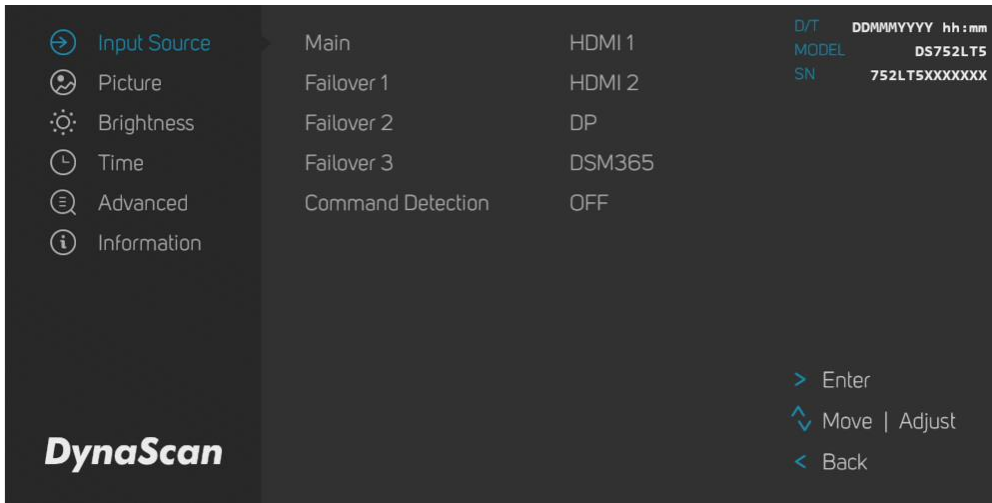 Input Source
Picture
Brightness
Time
Advanced
Information
DynaScan
Main HDMI 1
Failover 1 HDMI 2
Failover 2 DP
Failover 3 DSM365
Command Detection OFF
D/T DDMMMYYYY hh:mm
MODEL DS752LT5
SN 752LT5XXXXXXX
> Enter
Move | Adjust
< Back